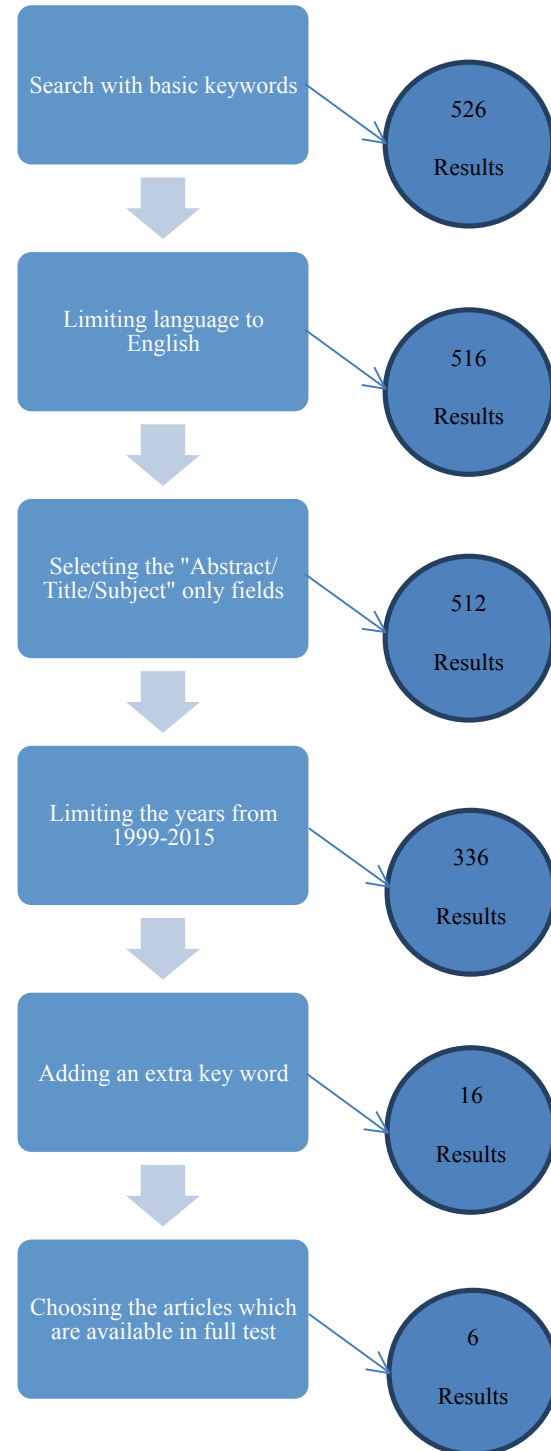 Search with basic keywords
526
Results
Limiting language to
English
516
Results
Selecting the "Abstract/
Title/Subject" only fields
512
Results
Limiting the years from
1999-2015
336
Results
Adding an extra key word
16
Results
Choosing the articles which
are available in full test
6
Results